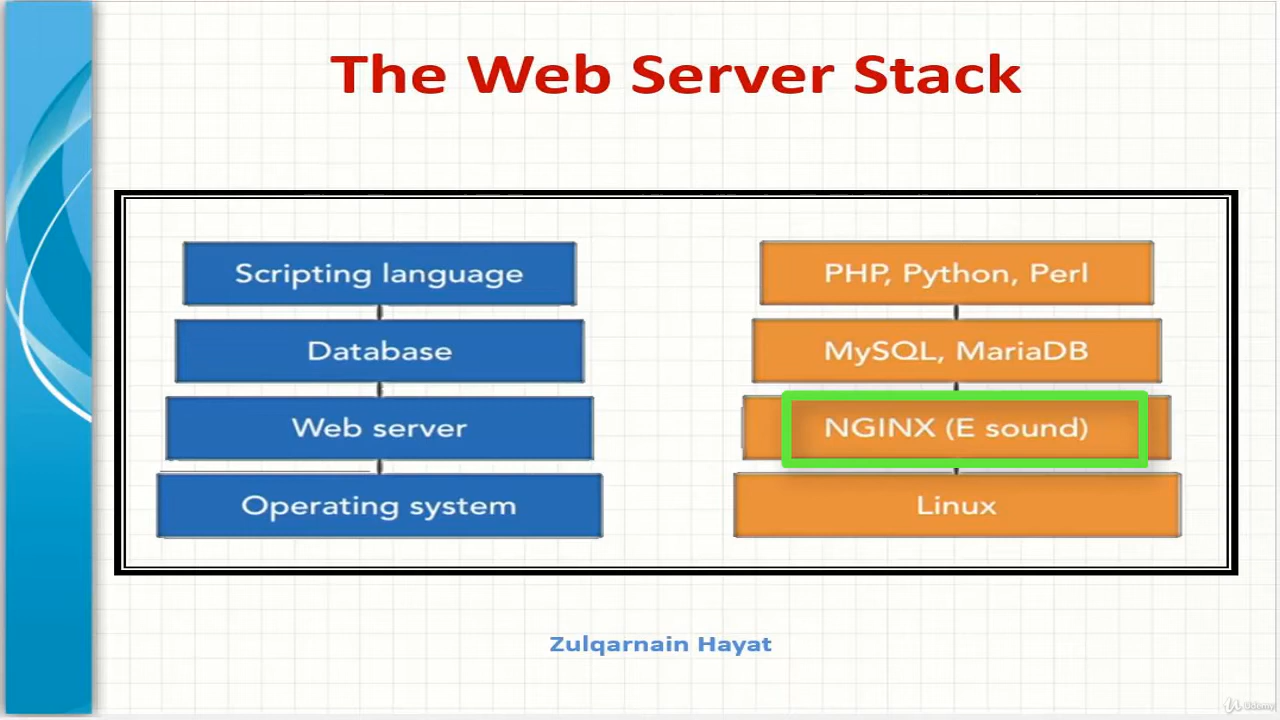 The Web Server Stack
Scripting language
PHP, Python, Perl
Database
MySQL, MariaDB
Web server
NGINX (E sound)
Operating system
Linux
Zulqarnain Hayat
Udemy